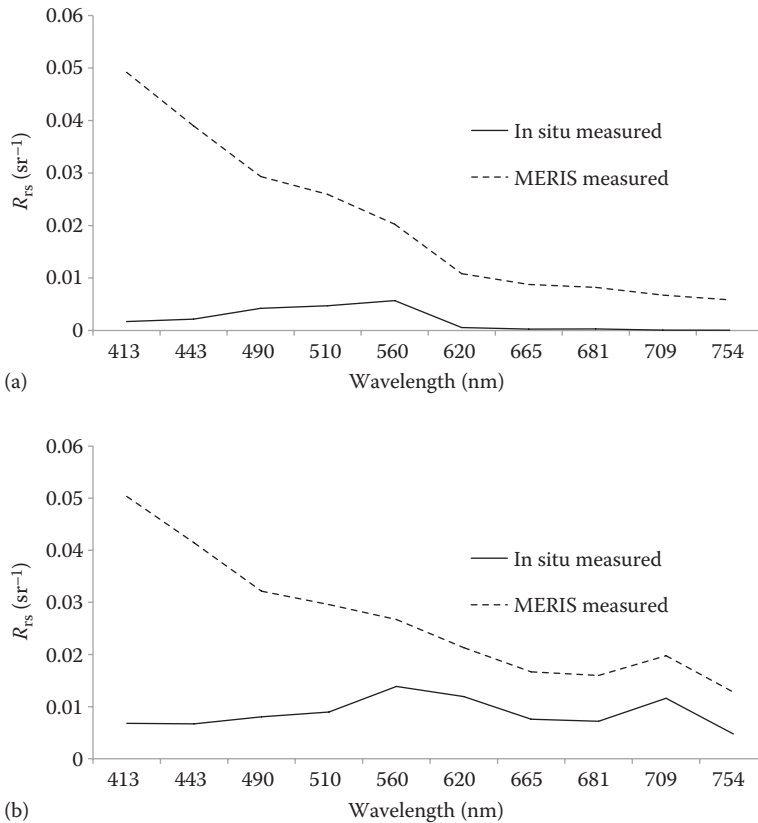 0.06
0.05
0.04
0.03
0.02
0.01
0
Rrs (sr−1)
In situ measured
MERIS measured
413 443 490 510 560 620 665 681 709 754
Wavelength (nm)
(a)
0.06
0.05
0.04
0.03
0.02
0.01
0
Rrs (sr−1)
In situ measured
MERIS measured
413 443 490 510 560 620 665 681 709 754
Wavelength (nm)
(b)